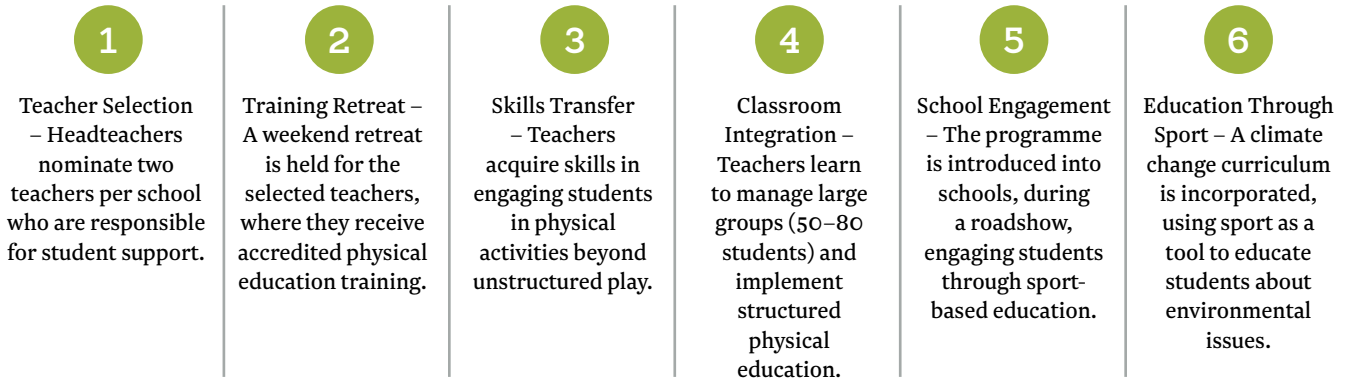 1
Teacher Selection
– Headteachers
nominate two
teachers per school
who are responsible
for student support.
2
Training Retreat –
A weekend retreat
is held for the
selected teachers,
where they receive
accredited physical
education training.
3
Skills Transfer
– Teachers
acquire skills in
engaging students
in physical
activities beyond
unstructured play.
4
Classroom
Integration –
Teachers learn
to manage large
groups (50–80
students) and
implement
structured
physical
education.
5
School Engagement
– The programme
is introduced into
schools, during
a roadshow,
engaging students
through sport-
based education.
6
Education Through
Sport – A climate
change curriculum
is incorporated,
using sport as a
tool to educate
students about
environmental
issues.